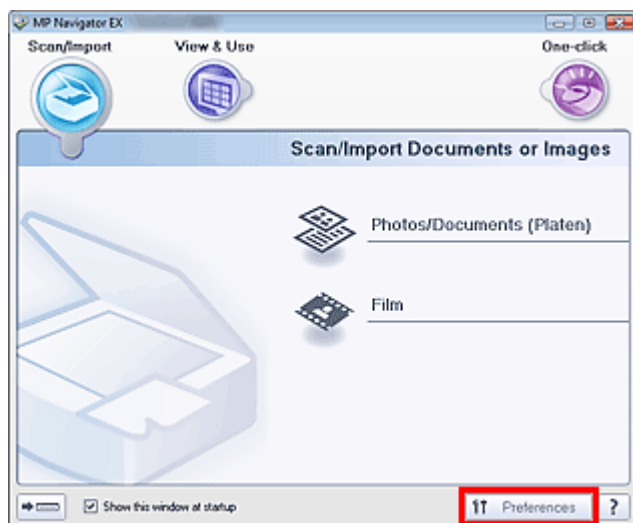 MP Navigator EX
Scan/Import View & Use One-click
Scan/Import Documents or Images
Photos/Documents (Platen)
Film
Show this window at startup Preferences ?